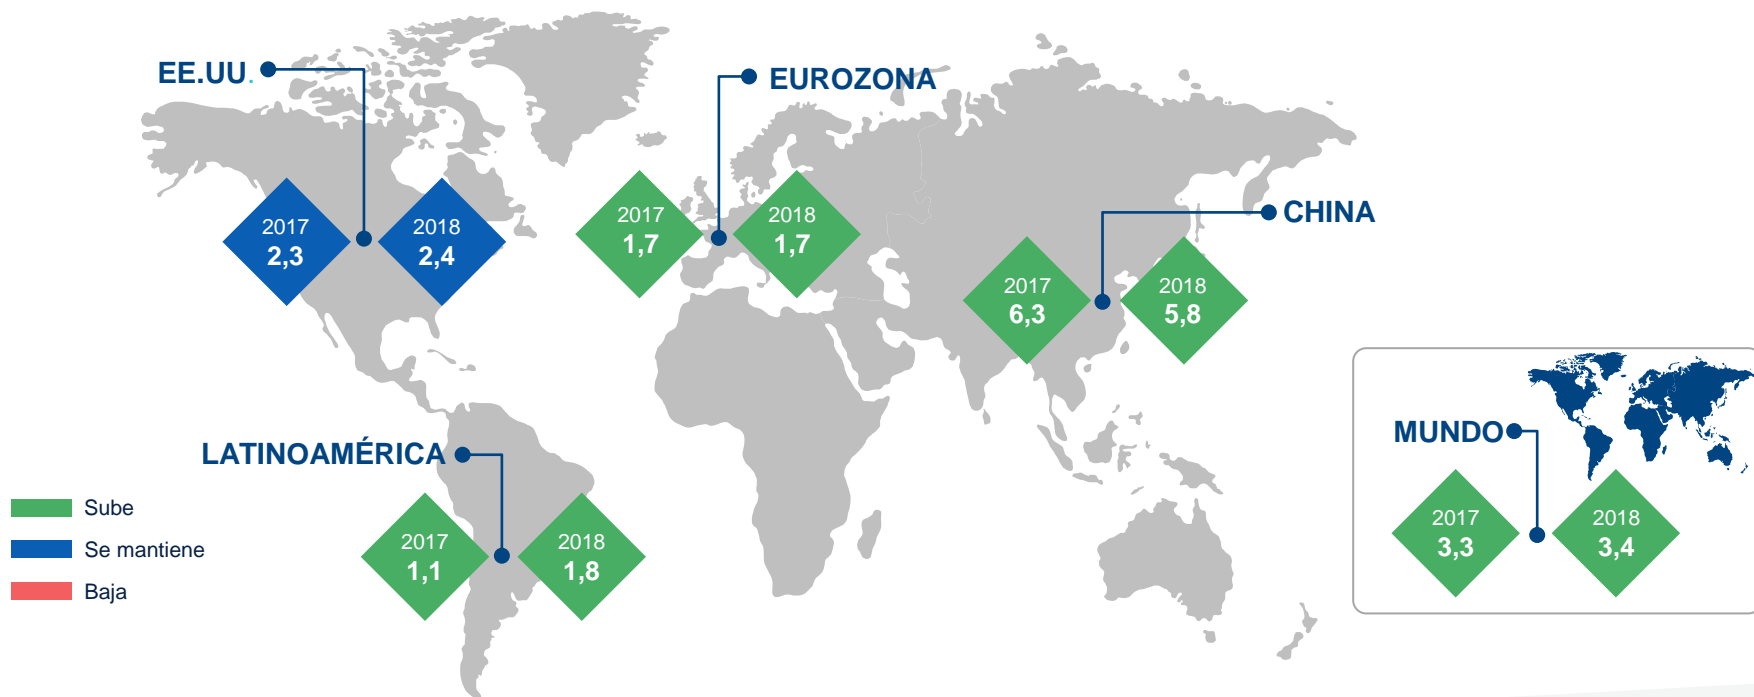 EE.UU.
2017
2,3
2018
2,4
EUROZONA
2017
1,7
2018
1,7
CHINA
2017
6,3
2018
5,8
LATINOAMÉRICA
2017
1,1
2018
1,8
MUNDO
2017
3,3
2018
3,4
Sube
Se mantiene
Baja